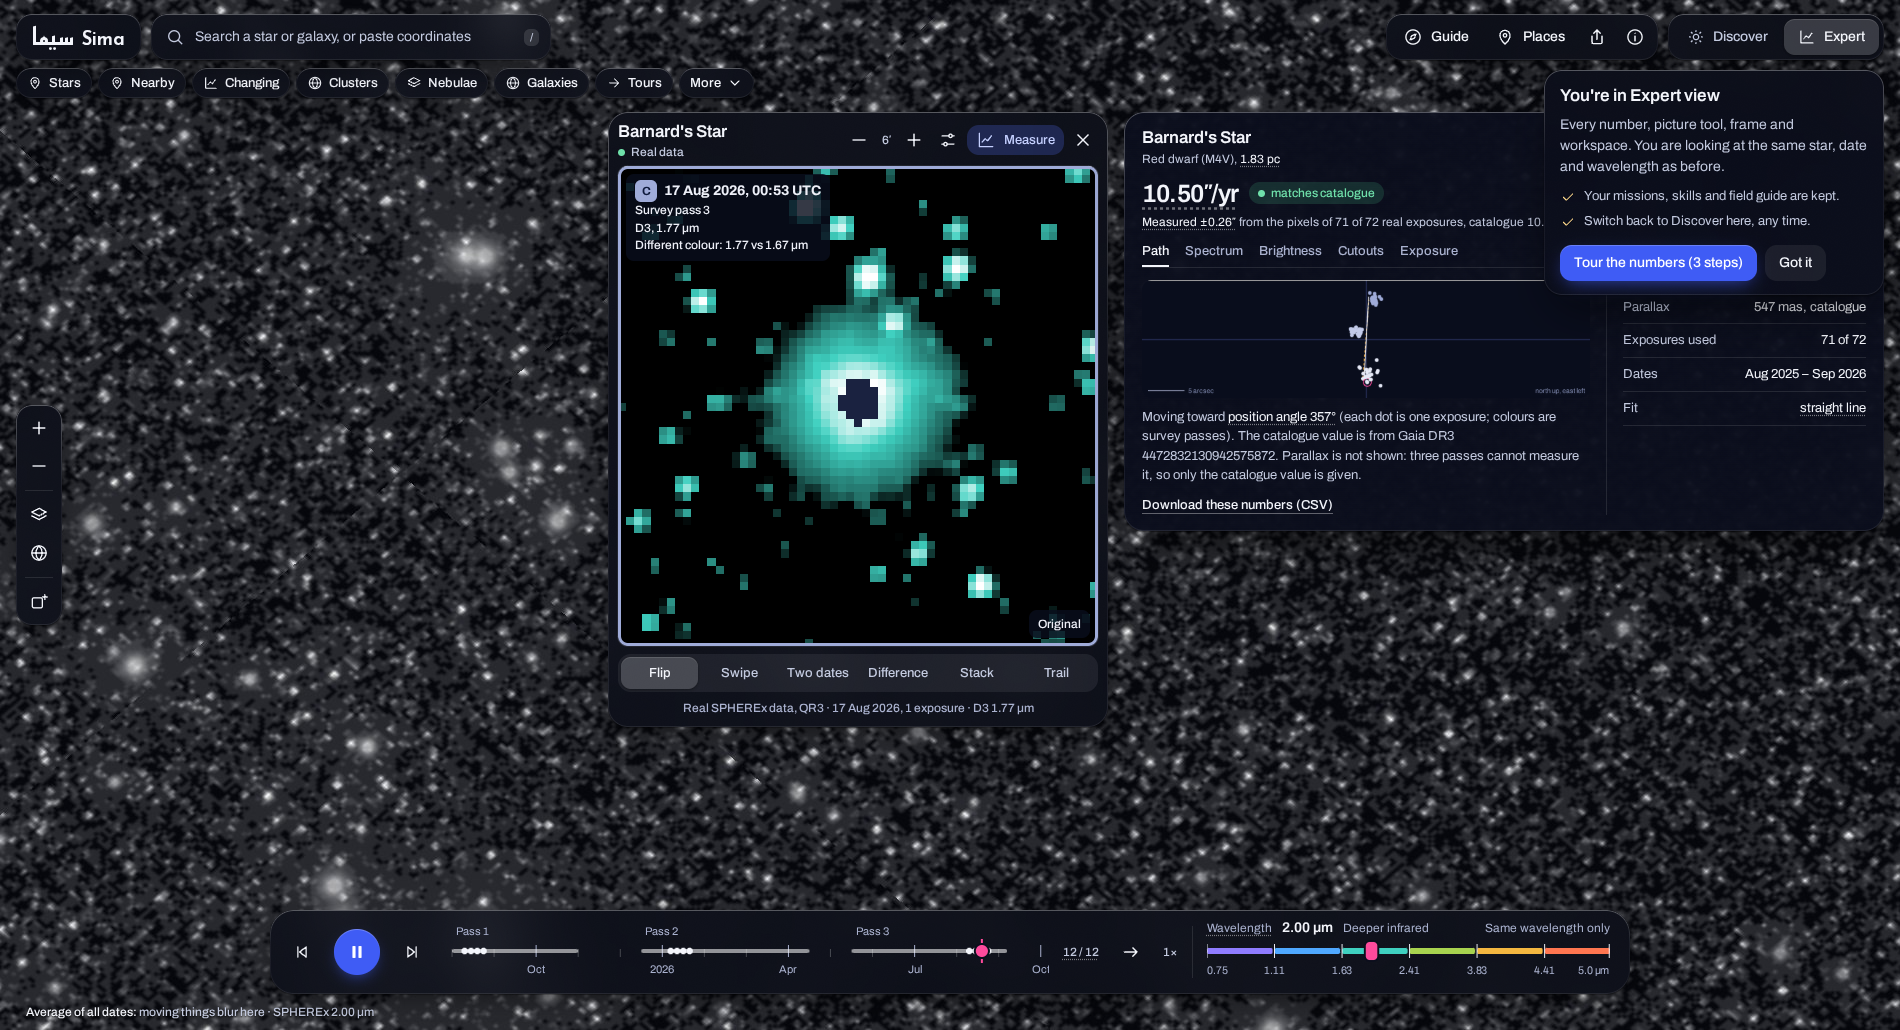 سيما Sima
Search a star or galaxy, or paste coordinates /
Guide Places Discover Expert
Stars Nearby Changing Clusters Nebulae Galaxies Tours More
You're in Expert view
Every number, picture tool, frame and
workspace. You are looking at the same star, date
and wavelength as before.
Your missions, skills and field guide are kept.
Switch back to Discover here, any time.
Tour the numbers (3 steps) Got it
Barnard's Star
Real data
6′ Measure
C 17 Aug 2026, 00:53 UTC
Survey pass 3
D3, 1.77 µm
Different colour: 1.77 vs 1.67 µm
Original
Flip Swipe Two dates Difference Stack Trail
Real SPHEREx data, QR3 · 17 Aug 2026, 1 exposure · D3 1.77 µm
Barnard's Star
Red dwarf (M4V), 1.83 pc
10.50″/yr matches catalogue
Measured ±0.26″ from the pixels of 71 of 72 real exposures, catalogue 10.
Path Spectrum Brightness Cutouts Exposure
5 arcsec north up, east left
Moving toward position angle 357° (each dot is one exposure; colours are
survey passes). The catalogue value is from Gaia DR3
4472832130942575872. Parallax is not shown: three passes cannot measure
it, so only the catalogue value is given.
Download these numbers (CSV)
Parallax 547 mas, catalogue
Exposures used 71 of 72
Dates Aug 2025 – Sep 2026
Fit straight line
Pass 1 Pass 2 Pass 3
Oct 2026 Apr Jul Oct
12 / 12 1×
Wavelength 2.00 µm Deeper infrared Same wavelength only
0.75 1.11 1.63 2.41 3.83 4.41 5.0 µm
Average of all dates: moving things blur here · SPHEREx 2.00 µm